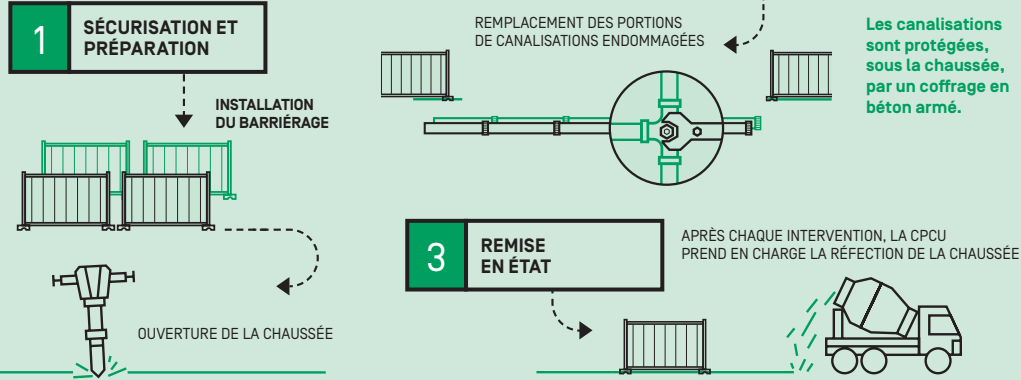 1
SÉCURISATION ET
PRÉPARATION
INSTALLATION
DU BARRIÉRAGE
OUVERTURE DE LA CHAUSSÉE
REMPLACEMENT DES PORTIONS
DE CANALISATIONS ENDOMMAGÉES
Les canalisations
sont protégées,
sous la chaussée,
par un coffrage en
béton armé.
3
REMISE
EN ÉTAT
APRÈS CHAQUE INTERVENTION, LA CPCU
PREND EN CHARGE LA RÉFECTION DE LA CHAUSSÉE